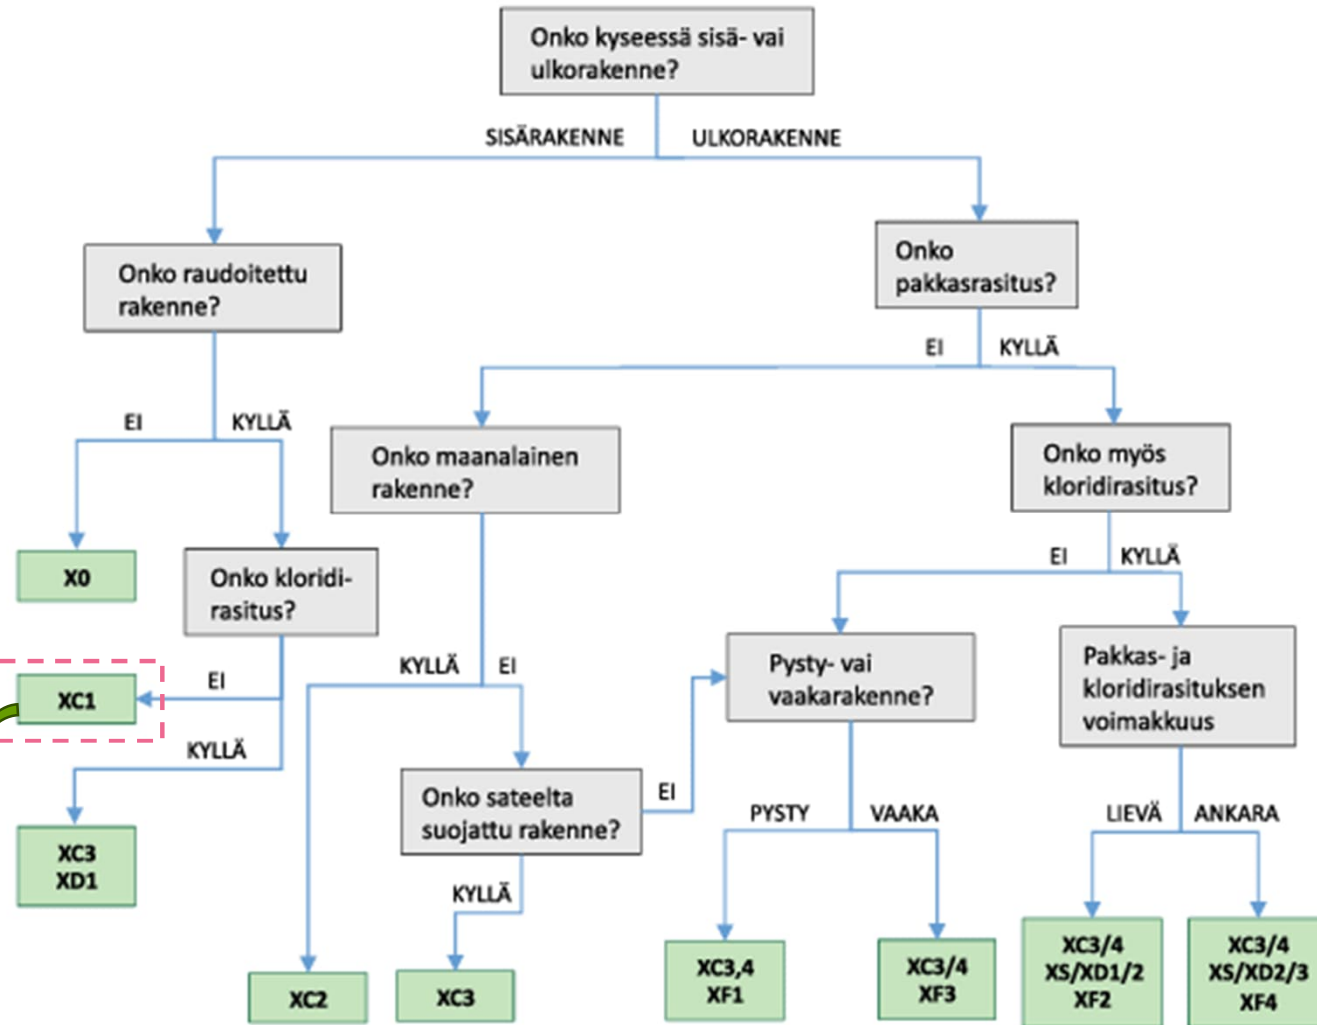 Onko kyseessä sisä- vai
ulkorakenne?
SISÄRAKENNE
ULKORAKENNE
Onko raudoitettu
rakenne?
Onko
pakkasrasitus?
EI
KYLLÄ
EI
KYLLÄ
Onko maanalainen
rakenne?
Onko myös
kloridirasitus?
X0
Onko kloridi-
rasitus?
EI
KYLLÄ
EI
XC1
KYLLÄ
KYLLÄ
EI
Pysty- vai
vaakarakenne?
Pakkas- ja
kloridirasituksen
voimakkuus
XC3
XD1
Onko sateelta
suojattu rakenne?
EI
PYSTY
VAAKA
LIEVÄ
ANKARA
KYLLÄ
XC2
XC3
XC3,4
XF1
XC3/4
XF3
XC3/4
XS/XD1/2
XF2
XC3/4
XS/XD2/3
XF4